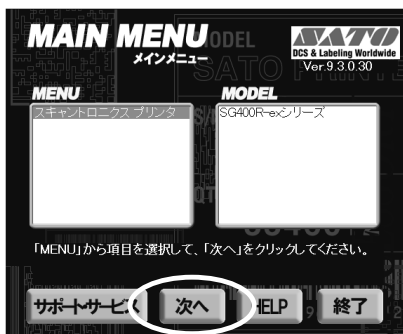 MAIN MENU
メインメニュー
SATO
DCS & Labeling Worldwide
Ver.9.3.0.30
MENU
MODEL
スキャントロニクス プリンタ
SG400R-exシリーズ
「MENU」から項目を選択して、「次へ」をクリックしてください。
サポートサービス
次へ
HELP
終了